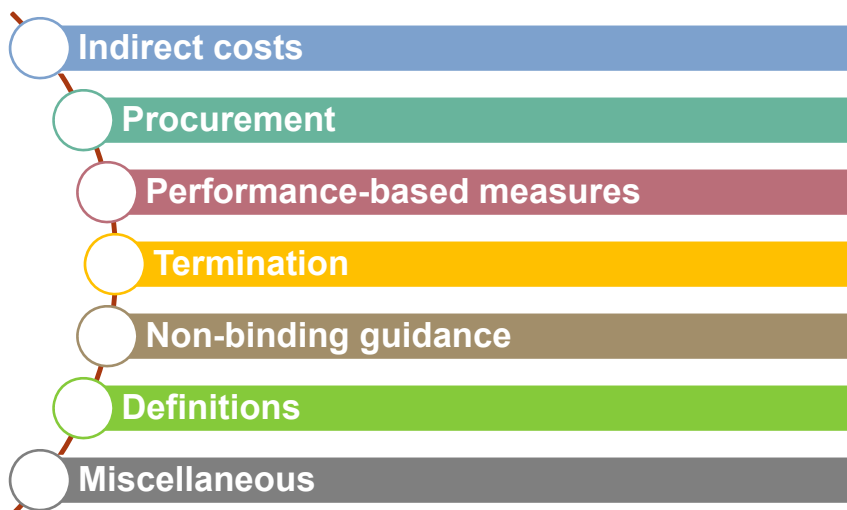 Indirect costs
Procurement
Performance-based measures
Termination
Non-binding guidance
Definitions
Miscellaneous